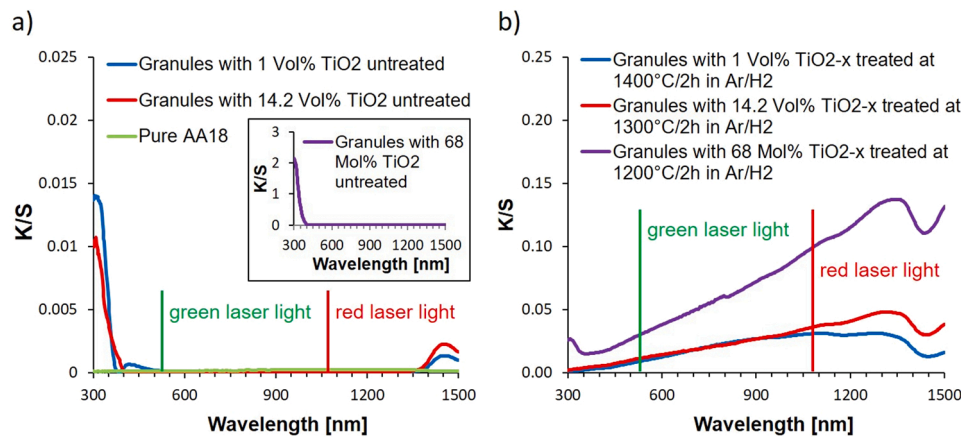 a)
0.025
0.02
0.015
0.01
0.005
0
K/S
Granules with 1 Vol% TiO2 untreated
Granules with 14.2 Vol% TiO2 untreated
Pure AA18
3
2
1
0
K/S
Granules with 68
Mol% TiO2
untreated
300 600 900 1200 1500
Wavelength [nm]
green laser light
red laser light
300 600 900 1200 1500
Wavelength [nm]
b)
0.25
0.20
0.15
0.10
0.05
0.00
K/S
Granules with 1 Vol% TiO2-x treated at
1400°C/2h in Ar/H2
Granules with 14.2 Vol% TiO2-x treated at
1300°C/2h in Ar/H2
Granules with 68 Mol% TiO2-x treated at
1200°C/2h in Ar/H2
green laser light
red laser light
300 600 900 1200 1500
Wavelength [nm]